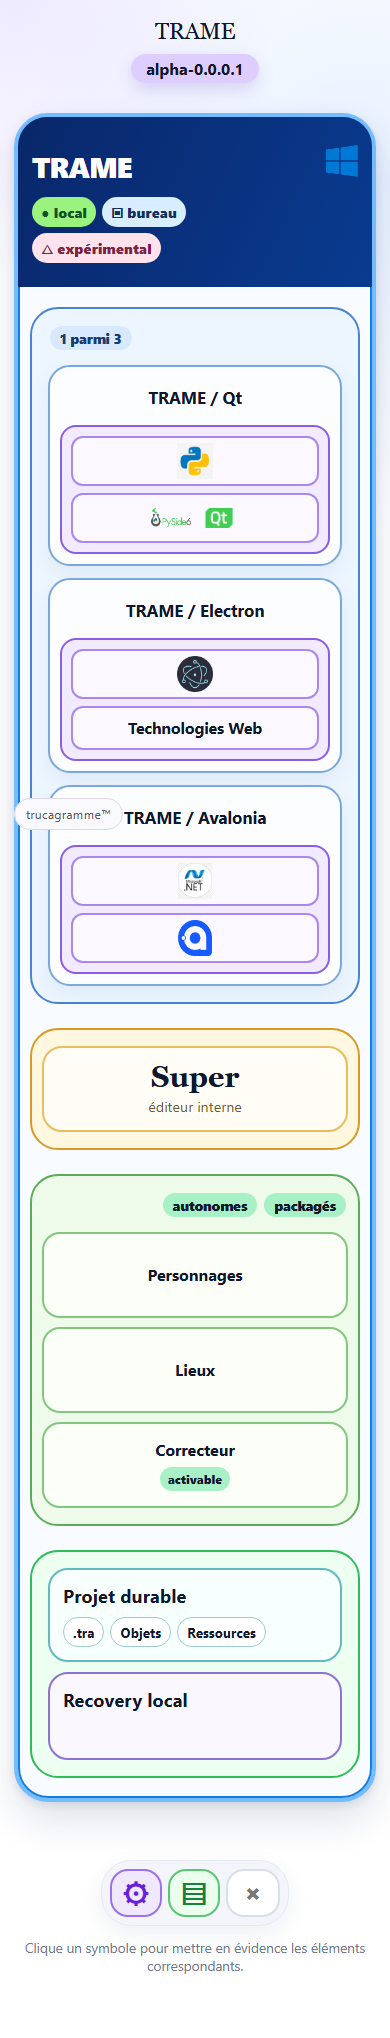 TRAME
alpha-0.0.0.1
TRAME
● local
▣ bureau
△ expérimental
1 parmi 3
TRAME / Qt
PySide6
Qt
TRAME / Electron
Technologies Web
trucagramme™
TRAME / Avalonia
Microsoft
.NET
Super
éditeur interne
autonomes
packagés
Personnages
Lieux
Correcteur
activable
Projet durable
.tra
Objets
Ressources
Recovery local
Clique un symbole pour mettre en évidence les éléments
correspondants.